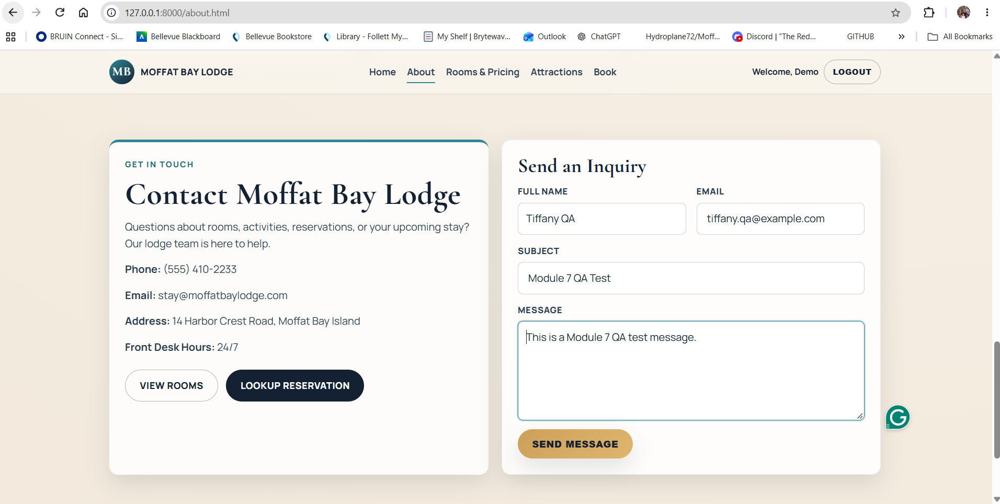 127.0.0.1:8000/about.html
BRUIN Connect - Si...
Bellevue Blackboard
Bellevue Bookstore
Library - Follett My...
My Shelf | Brytewav...
Outlook
ChatGPT
Hydroplane72/Moff...
Discord | "The Red...
GITHUB
All Bookmarks
MB MOFFAT BAY LODGE
Home About Rooms & Pricing Attractions Book
Welcome, Demo LOGOUT
GET IN TOUCH
Contact Moffat Bay Lodge
Questions about rooms, activities, reservations, or your upcoming stay?
Our lodge team is here to help.
Phone: (555) 410-2233
Email: stay@moffatbaylodge.com
Address: 14 Harbor Crest Road, Moffat Bay Island
Front Desk Hours: 24/7
VIEW ROOMS LOOKUP RESERVATION
Send an Inquiry
FULL NAME EMAIL
Tiffany QA tiffany.qa@example.com
SUBJECT
Module 7 QA Test
MESSAGE
This is a Module 7 QA test message.
SEND MESSAGE